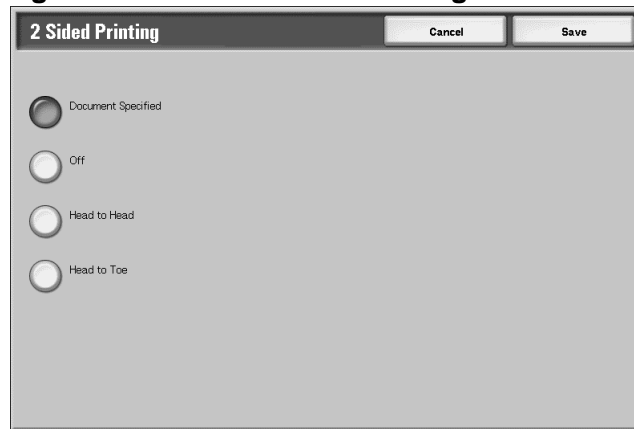 2 Sided Printing
Cancel
Save
Document Specified
Off
Head to Head
Head to Toe